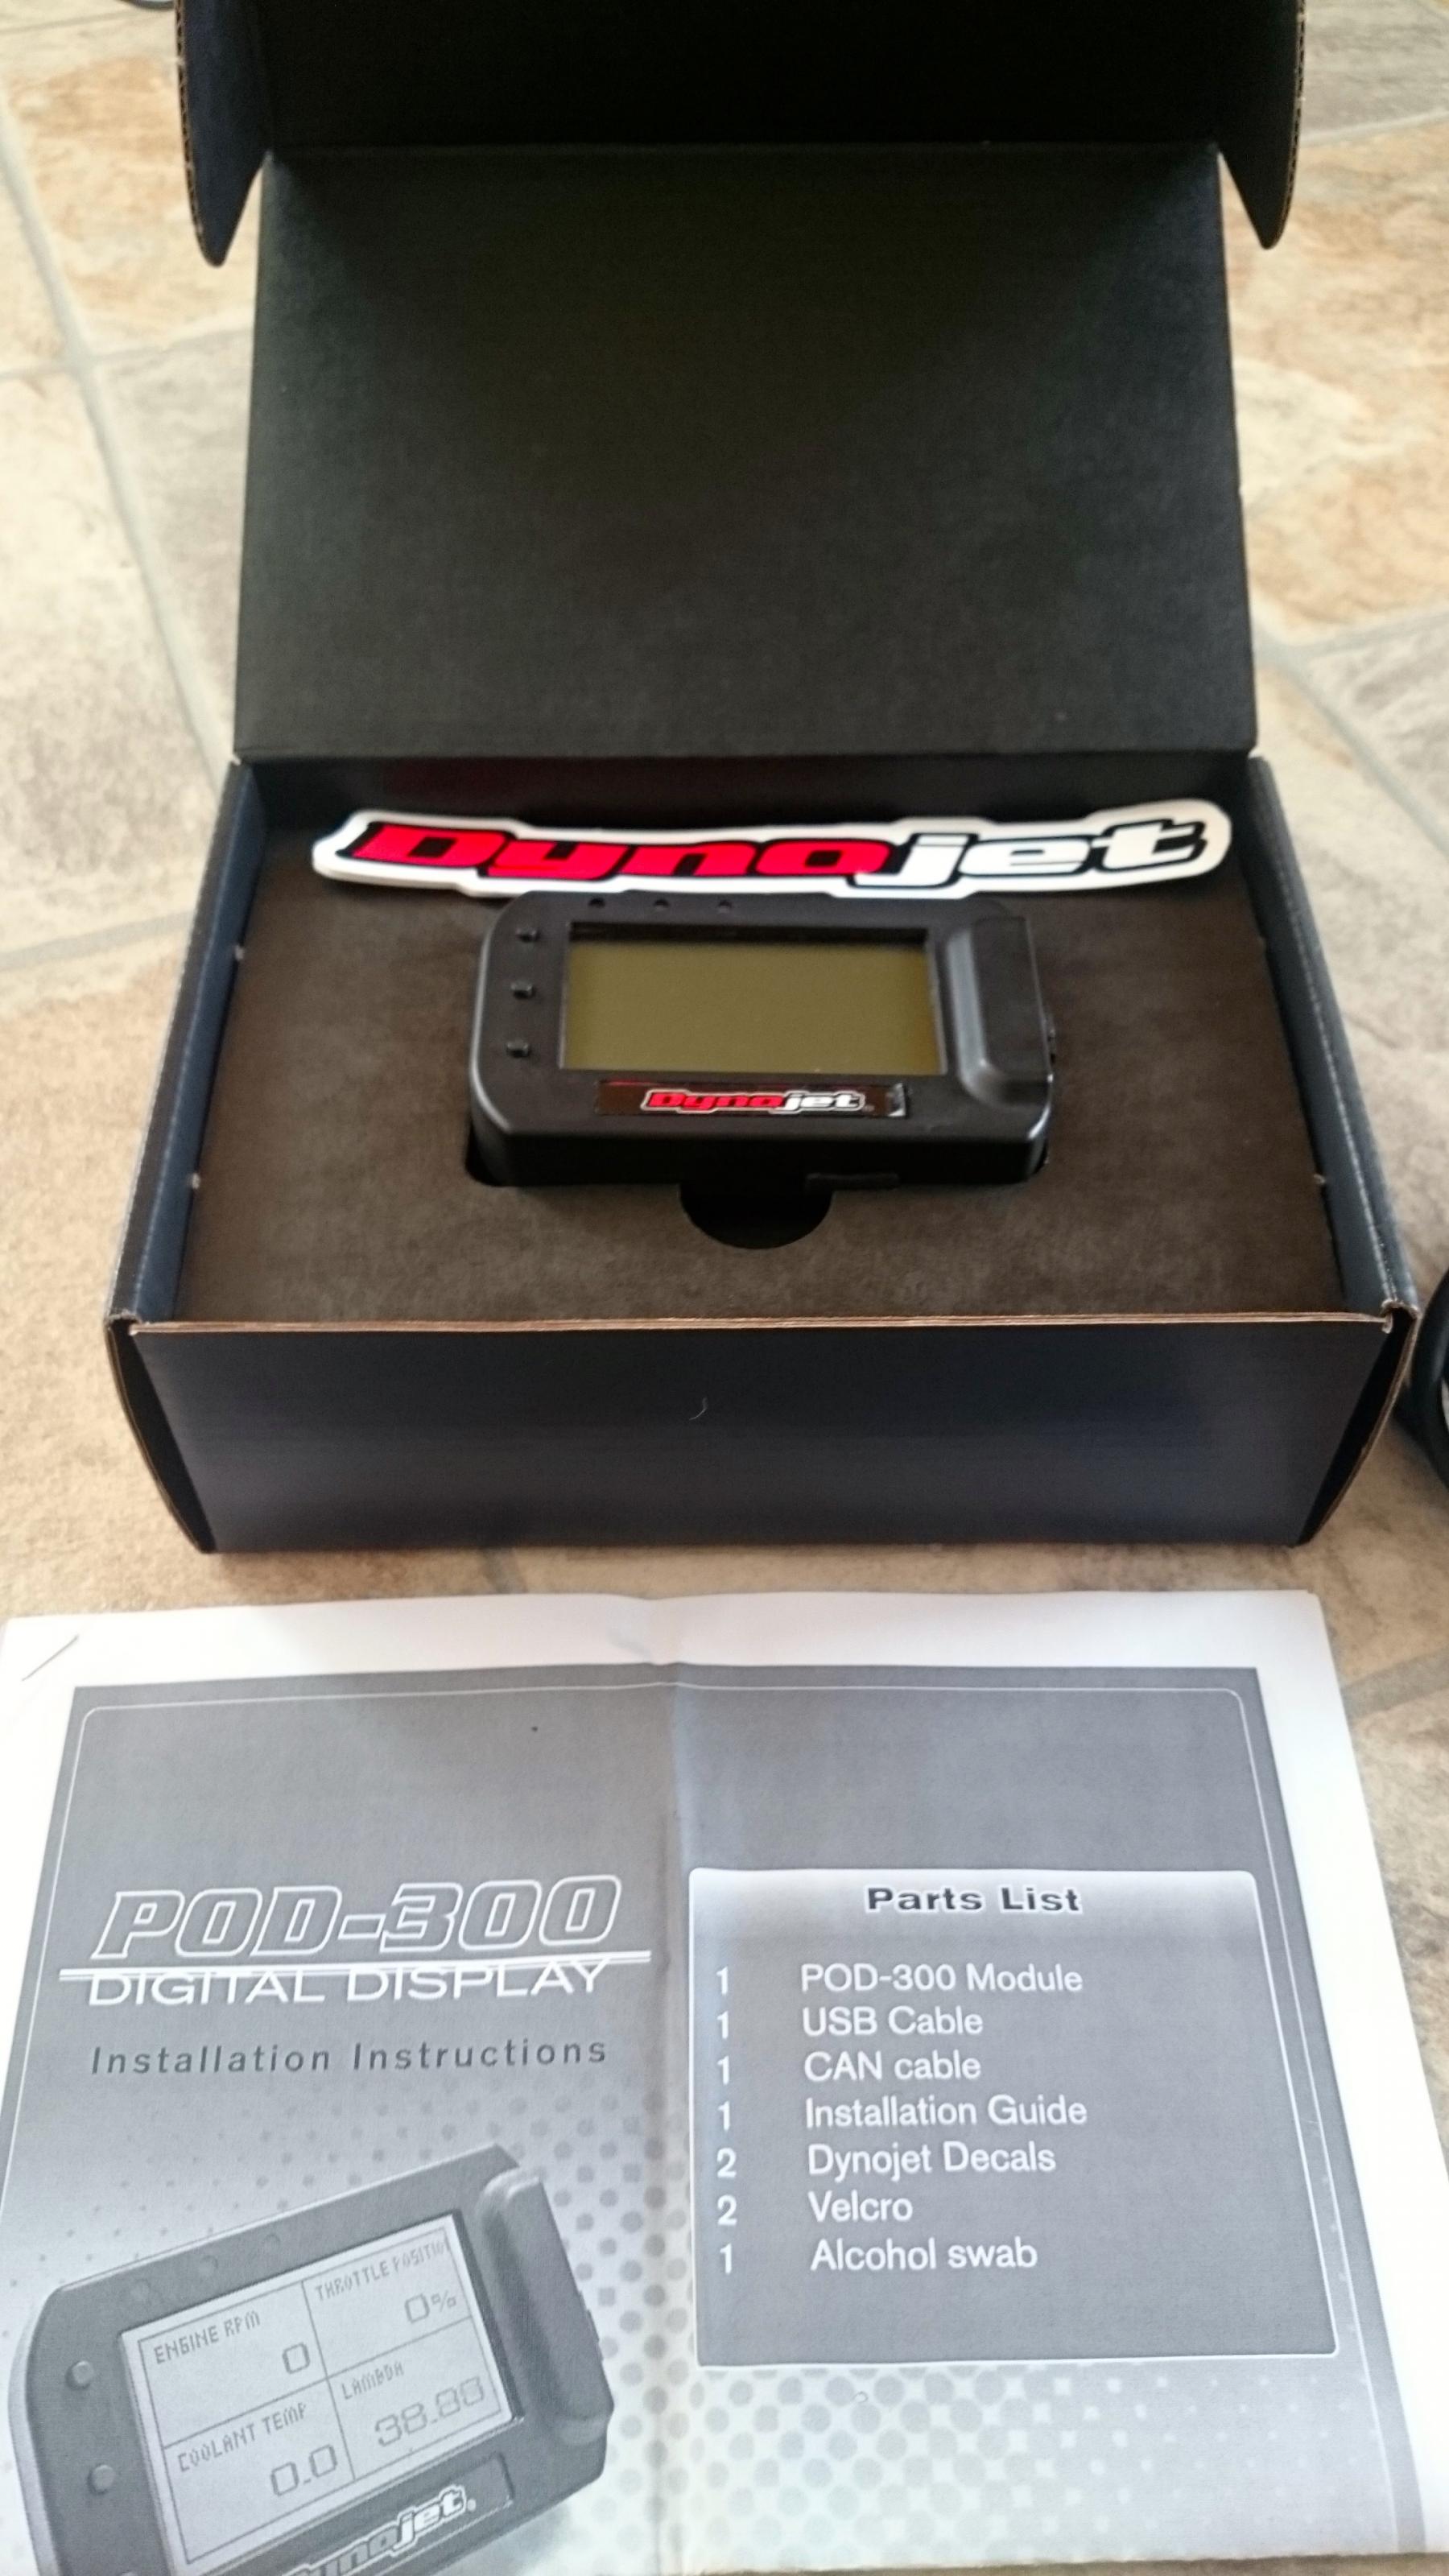 Dynojet
Dynojet
POD-300
DIGITAL DISPLAY
Installation Instructions
Parts List
1 POD-300 Module
1 USB Cable
1 CAN cable
1 Installation Guide
2 Dynojet Decals
2 Velcro
1 Alcohol swab
ENGINE RPM
0
THROTTLE POSITIO
0%
COOLANT TEMP
0.0
LAMBDA
38.80
Dynojet®